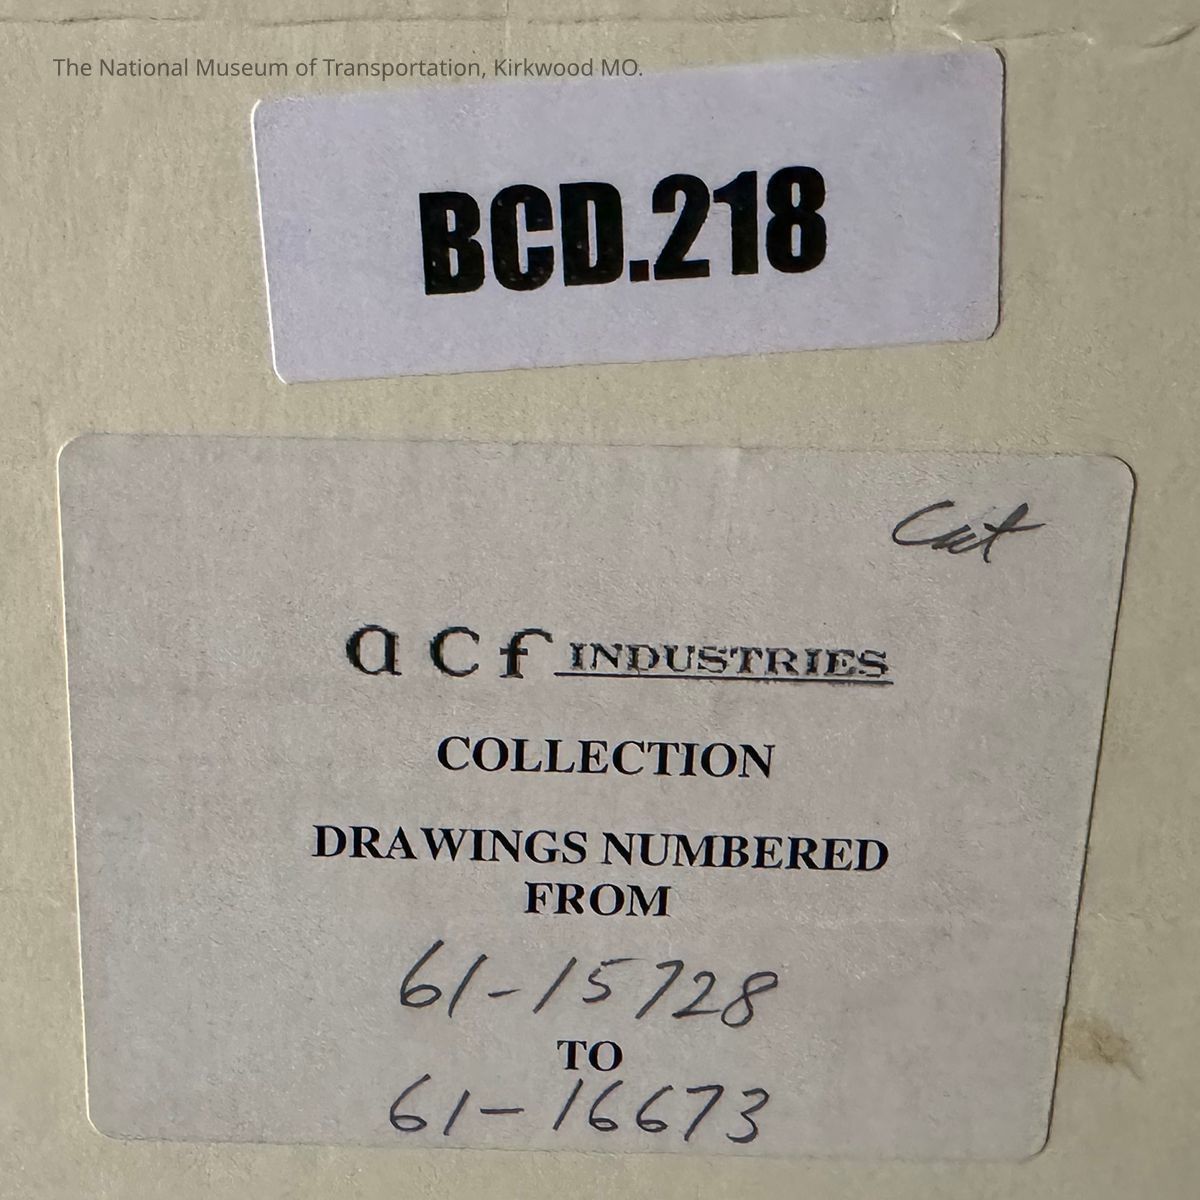 The National Museum of Transportation, Kirkwood MO.
BCD.218
Cat
acf INDUSTRIES
COLLECTION
DRAWINGS NUMBERED
FROM
61-15728
TO
61-16673